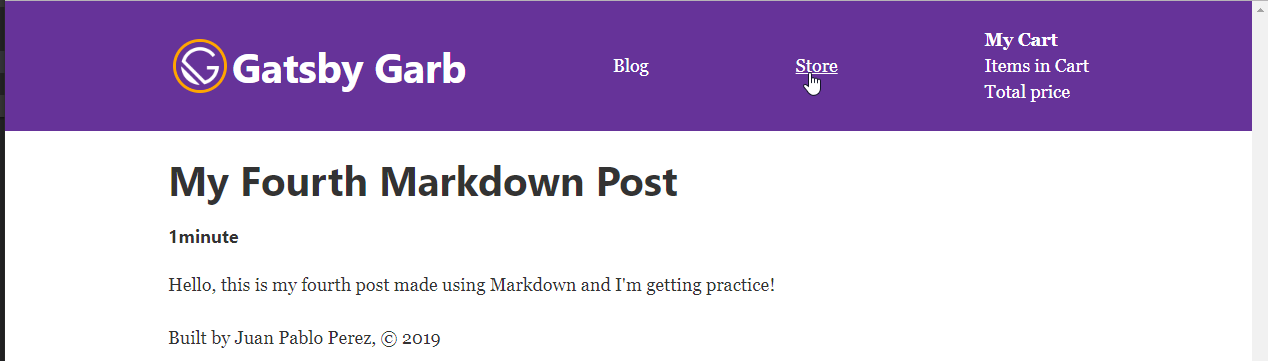 Gatsby Garb
Blog
Store
My Cart
Items in Cart
Total price
My Fourth Markdown Post
1minute
Hello, this is my fourth post made using Markdown and I'm getting practice!
Built by Juan Pablo Perez, © 2019